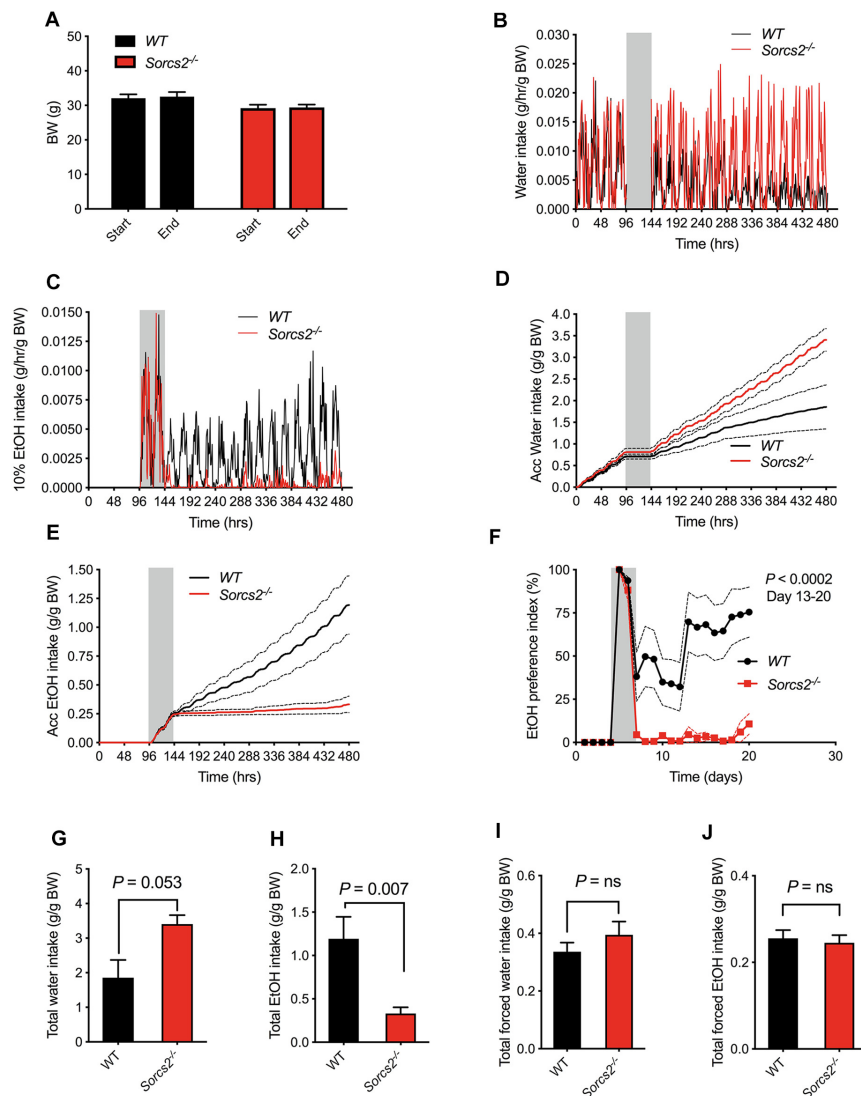 A
WT
Sorcs2-/-
BW (g)
50
40
30
20
10
0
Start
End
Start
End
B
WT
Sorcs2-/-
Water intake (g/hr/g BW)
0.030
0.025
0.020
0.015
0.010
0.005
0.000
0 48 96 144 192 240 288 336 384 432 480
Time (hrs)
C
WT
Sorcs2-/-
10% EtOH intake (g/hr/g BW)
0.0150
0.0125
0.0100
0.0075
0.0050
0.0025
0.0000
0 48 96 144 192 240 288 336 384 432 480
Time (hrs)
D
Acc Water intake (g/g BW)
4.0
3.5
3.0
2.5
2.0
1.5
1.0
0.5
0.0
WT
Sorcs2-/-
0 48 96 144 192 240 288 336 384 432 480
Time (hrs)
E
WT
Sorcs2-/-
Acc EtOH intake (g/g BW)
1.50
1.25
1.00
0.75
0.50
0.25
0.00
0 48 96 144 192 240 288 336 384 432 480
Time (hrs)
F
EtOH preference index (%)
100
75
50
25
0
P < 0.0002
Day 13-20
WT
Sorcs2-/-
0 10 20 30
Time (days)
G
Total water intake (g/g BW)
5
4
3
2
1
0
P = 0.053
WT
Sorcs2-/-
H
Total EtOH intake (g/g BW)
1.8
1.5
1.2
0.9
0.6
0.3
0.0
P = 0.007
WT
Sorcs2-/-
I
Total forced water intake (g/g BW)
0.6
0.4
0.2
0.0
P = ns
WT
Sorcs2-/-
J
Total forced EtOH intake (g/g BW)
0.4
0.2
0.0
P = ns
WT
Sorcs2-/-